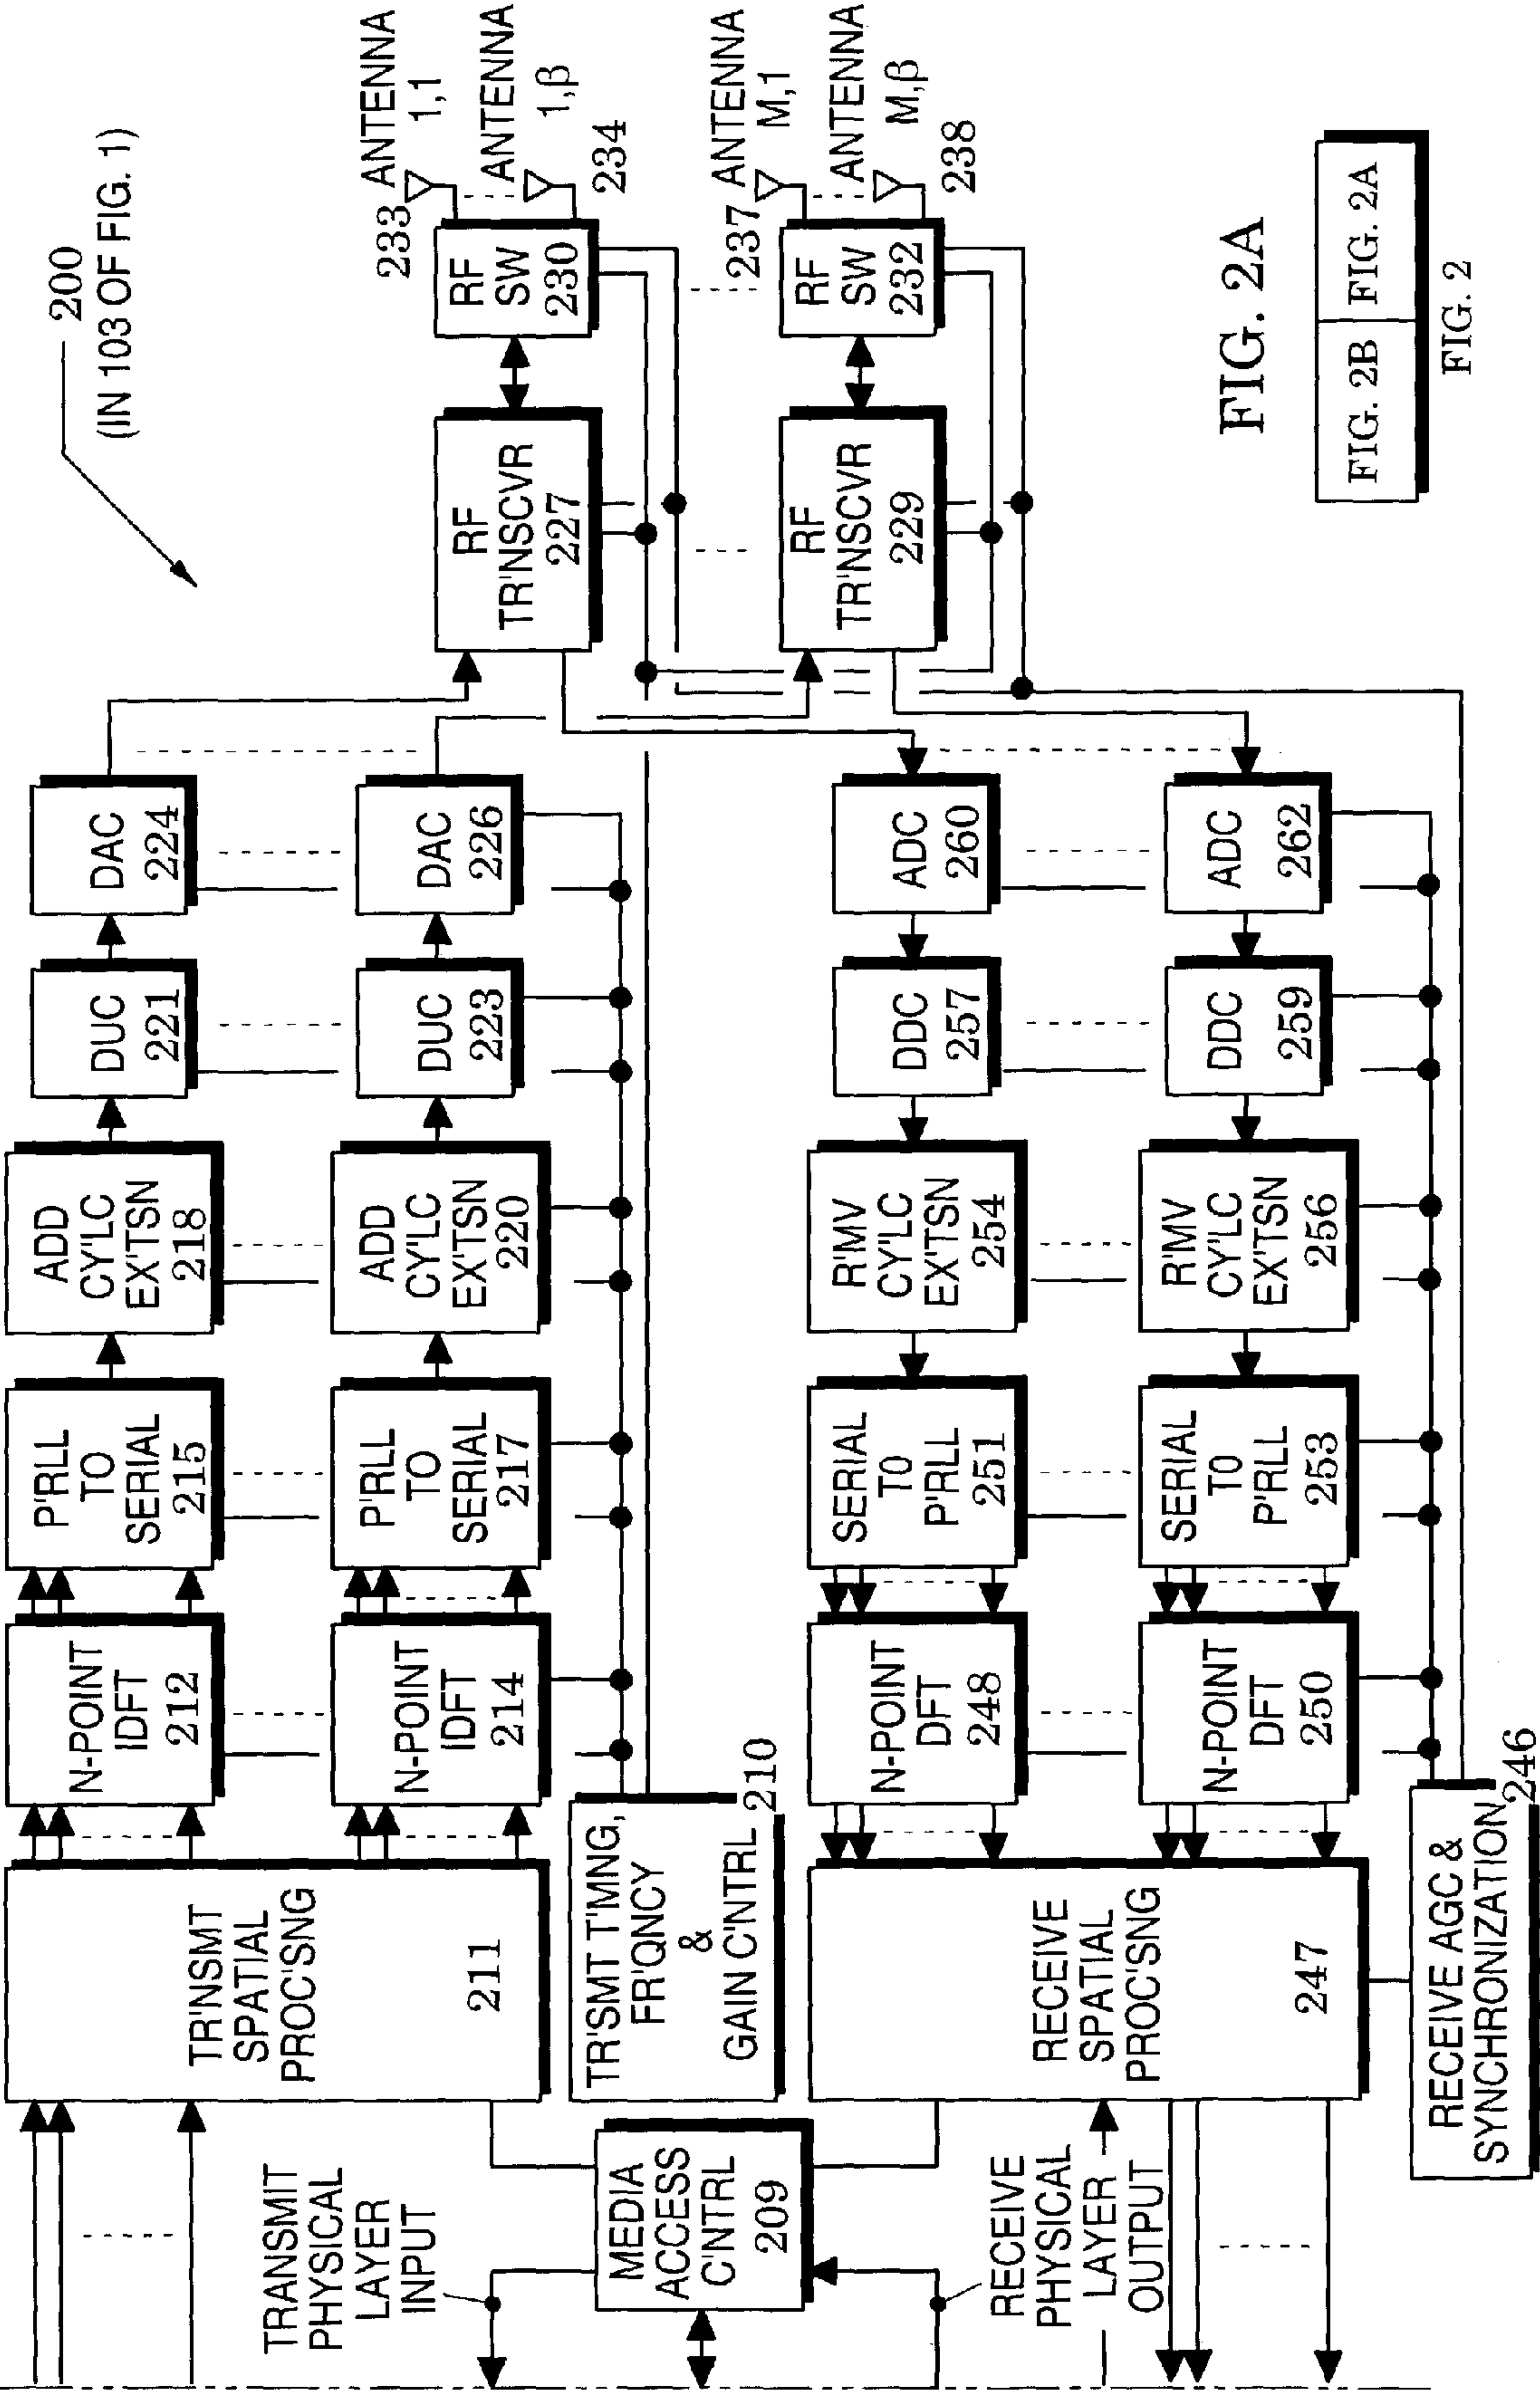 200
(IN 103 OF FIG. 1)
TR'NSMT
SPATIAL
PROC'SNG
211
N-POINT
IDFT
212
P'RLL
TO
SERIAL
215
ADD
CY'LC
EX'TSN
218
DUC
221
DAC
224
N-POINT
IDFT
214
P'RLL
TO
SERIAL
217
ADD
CY'LC
EX'TSN
220
DUC
223
DAC
226
RF
TR'NSCVR
227
RF
SW
230
233
ANTENNA
1,1
ANTENNA
1,β
234
RF
TR'NSCVR
229
RF
SW
232
237
ANTENNA
M,1
ANTENNA
M,β
238
TRANSMIT
PHYSICAL
LAYER
INPUT
MEDIA
ACCESS
C'NTRL
209
TR'SMT T'MNG,
FR'QNCY
&
GAIN C'NTRL
210
RECEIVE
PHYSICAL
LAYER
OUTPUT
RECEIVE
SPATIAL
PROC'SNG
247
N-POINT
DFT
248
SERIAL
TO
P'RLL
251
R'MV
CY'LC
EX'TSN
254
DDC
257
ADC
260
N-POINT
DFT
250
SERIAL
TO
P'RLL
253
R'MV
CY'LC
EX'TSN
256
DDC
259
ADC
262
RECEIVE AGC &
SYNCHRONIZATION
246
FIG. 2A
FIG. 2B
FIG. 2A
FIG. 2